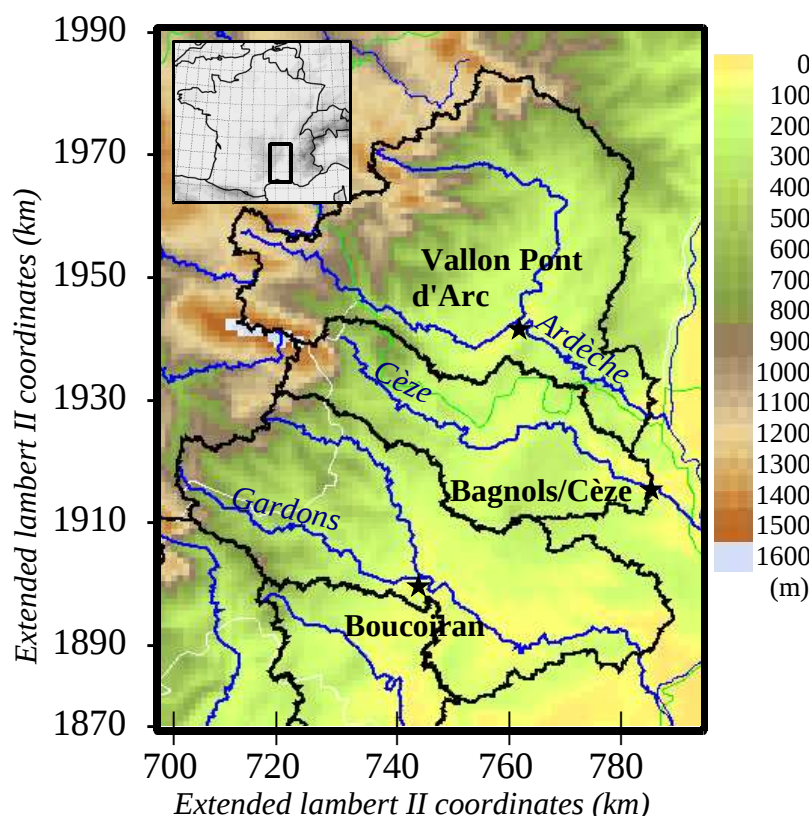 1990
1970
1950
1930
1910
1890
1870
Extended lambert II coordinates (km)
Vallon Pont
d'Arc
Ardèche
Cèze
Bagnols/Cèze
Gardons
Boucoiran
0
100
200
300
400
500
600
700
800
900
1000
1100
1200
1300
1400
1500
1600
(m)
700
720
740
760
780
Extended lambert II coordinates (km)